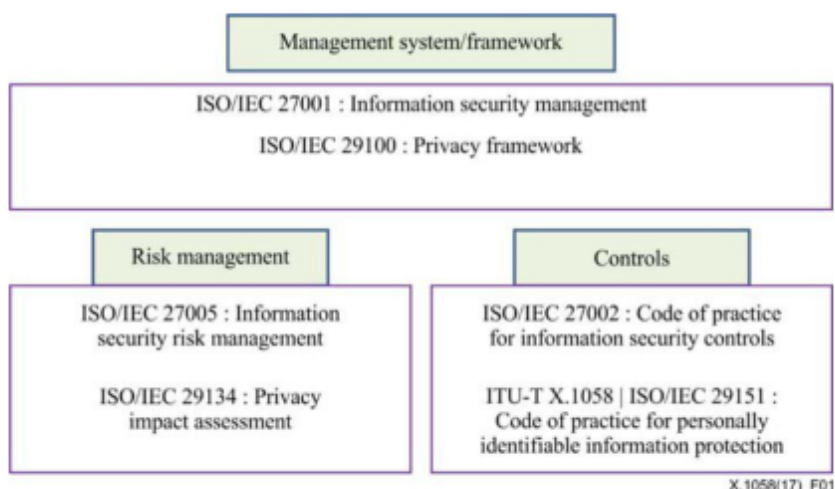 Management system/framework
ISO/IEC 27001 : Information security management
ISO/IEC 29100 : Privacy framework
Risk management
ISO/IEC 27005 : Information
security risk management
ISO/IEC 29134 : Privacy
impact assessment
Controls
ISO/IEC 27002 : Code of practice
for information security controls
ITU-T X.1058 | ISO/IEC 29151 :
Code of practice for personally
identifiable information protection
X.1058(17)_F01